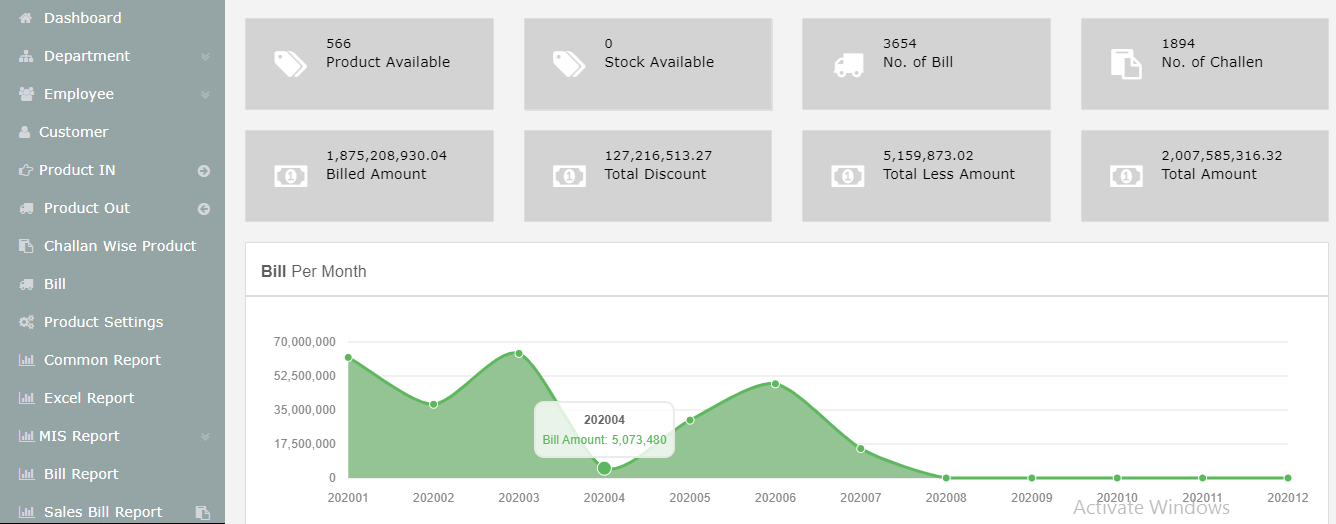 Dashboard
Department
Employee
Customer
Product IN
Product Out
Challan Wise Product
Bill
Product Settings
Common Report
Excel Report
MIS Report
Bill Report
Sales Bill Report
566
Product Available
0
Stock Available
3654
No. of Bill
1894
No. of Challen
1,875,208,930.04
Billed Amount
127,216,513.27
Total Discount
5,159,873.02
Total Less Amount
2,007,585,316.32
Total Amount
Bill Per Month
70,000,000
52,500,000
35,000,000
17,500,000
0
202004
Bill Amount: 5,073,480
202001 202002 202003 202004 202005 202006 202007 202008 202009 202010 202011 202012
Activate Windows